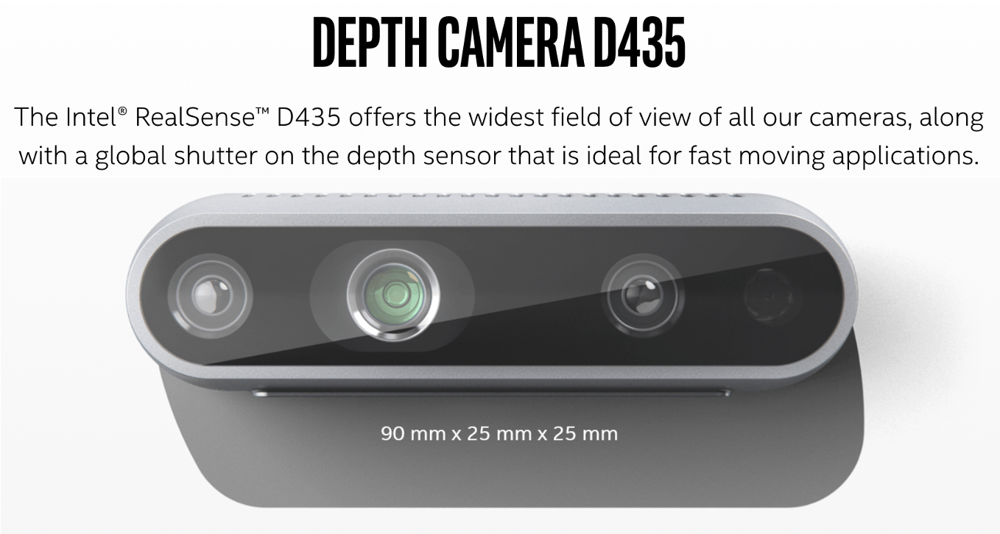 DEPTH CAMERA D435
The Intel® RealSense™ D435 offers the widest field of view of all our cameras, along
with a global shutter on the depth sensor that is ideal for fast moving applications.
90 mm x 25 mm x 25 mm